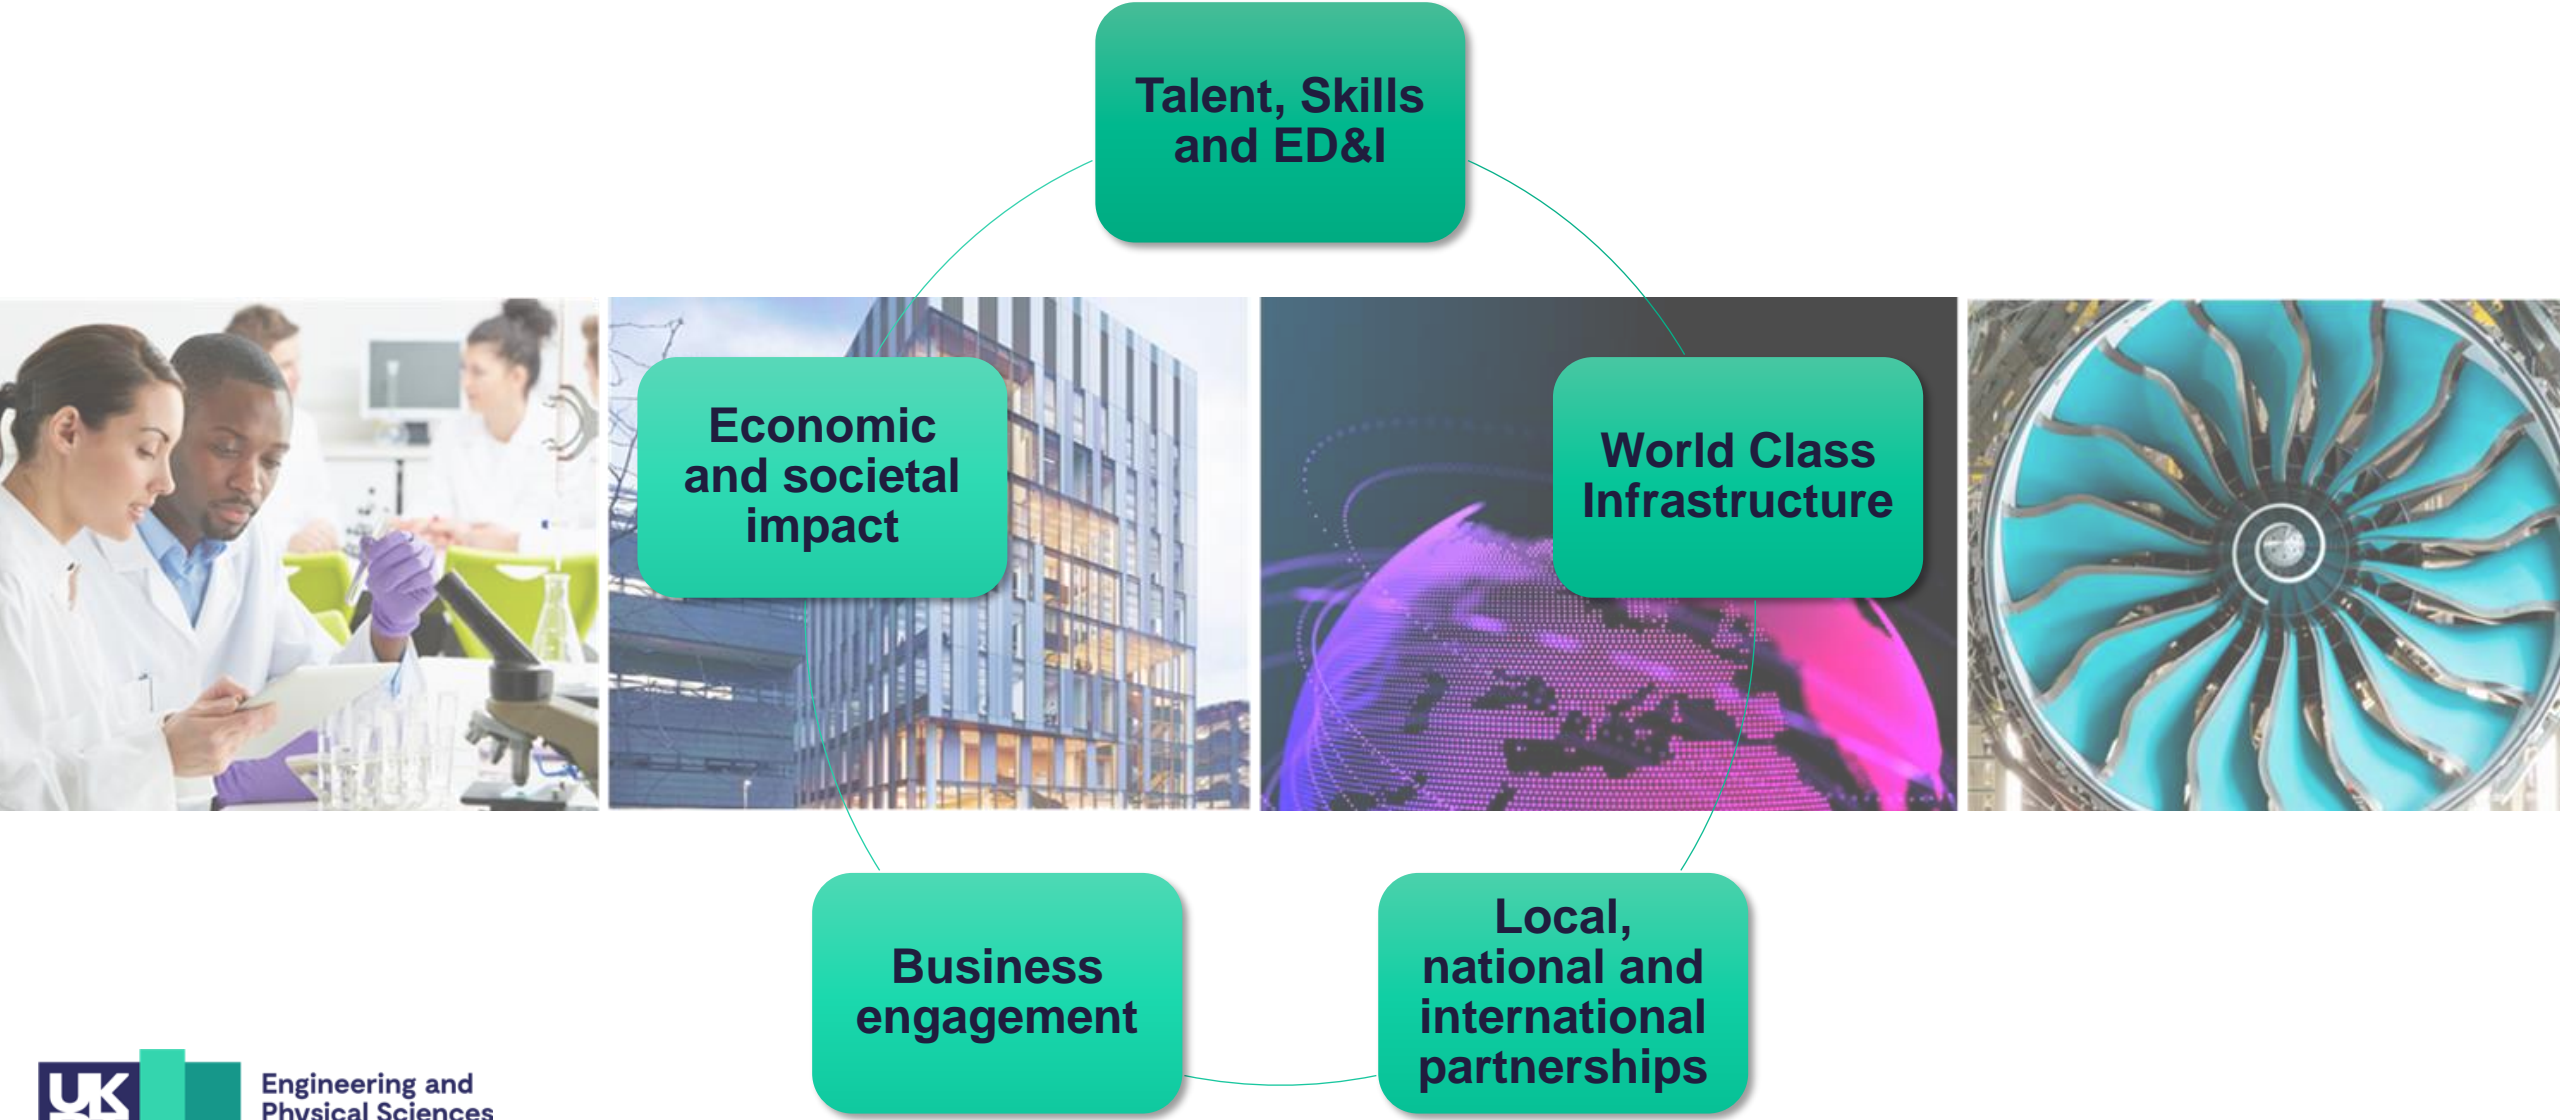 Talent, Skills
and ED&I
Economic
and societal
impact
World Class
Infrastructure
Business
engagement
Local,
national and
international
partnerships
UK
Engineering and
Physical Sciences